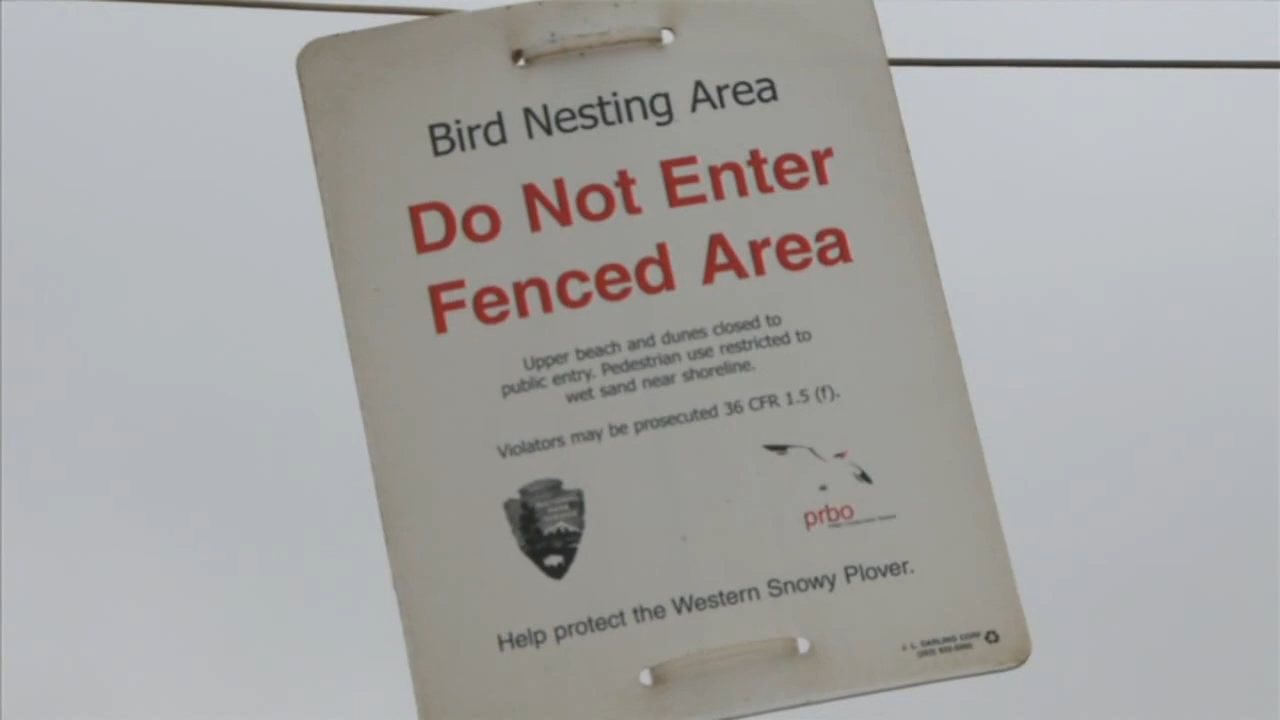 Bird Nesting Area
Do Not Enter
Fenced Area
Upper beach and dunes closed to
public entry. Pedestrian use restricted to
wet sand near shoreline.
Violators may be prosecuted 36 CFR 1.5 (f).
prbo
Help protect the Western Snowy Plover.
J. L. DARLING CORP